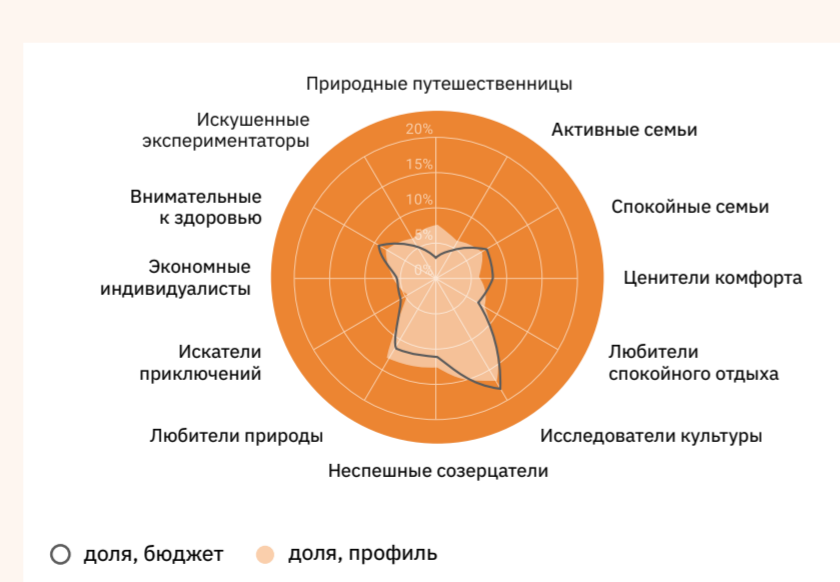 Природные путешественницы
Искушенные
экспериментаторы
Активные семьи
Внимательные
к здоровью
Спокойные семьи
Экономные
индивидуалисты
Ценители комфорта
Искатели
приключений
Любители
спокойного отдыха
Любители природы
Исследователи культуры
Неспешные созерцатели
20%
15%
10%
5%
0%
доля, бюджет
доля, профиль